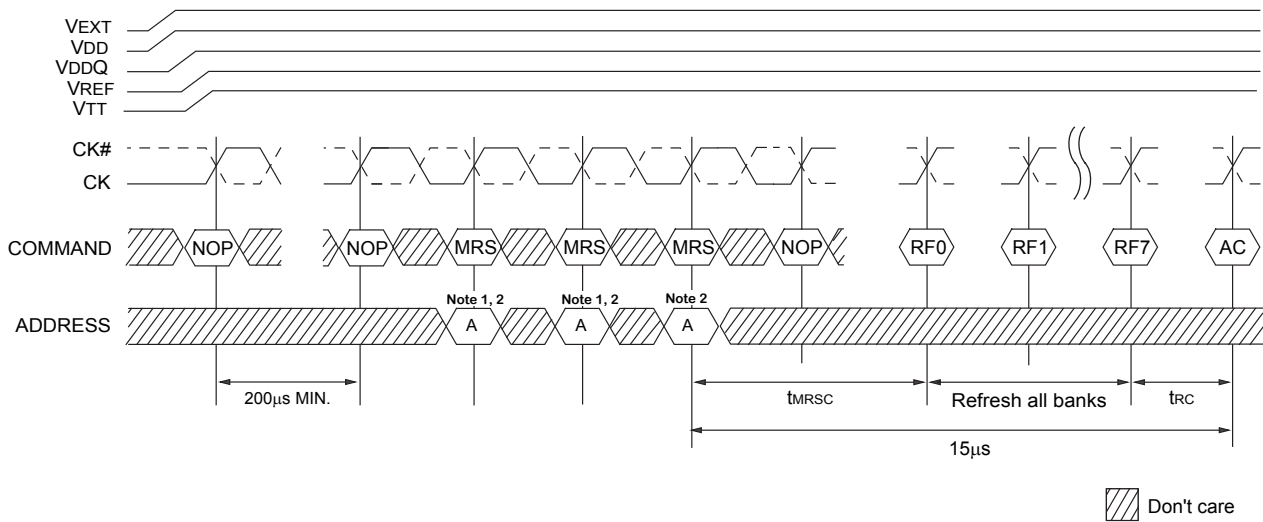 VEXT
VDD
VDDQ
VREF
VTT
CK#
CK
COMMAND NOP NOP MRS MRS MRS NOP RF0 RF1 RF7 AC
Note 1, 2 Note 1, 2 Note 2
ADDRESS A A A
200μs MIN. tMRSC Refresh all banks tRC
15μs
Don't care